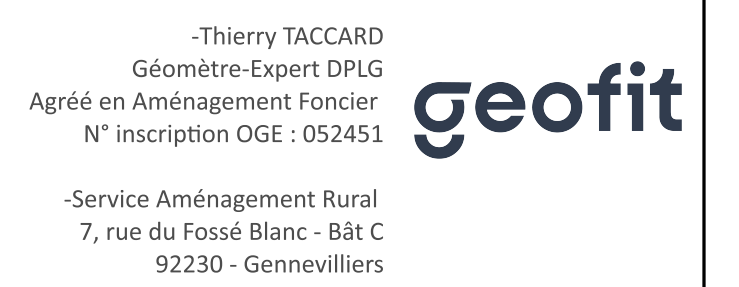 -Thierry TACCARD
Géomètre-Expert DPLG
Agréé en Aménagement Foncier
N° inscription OGE : 052451
geofit
-Service Aménagement Rural
7, rue du Fossé Blanc - Bât C
92230 - Gennevilliers